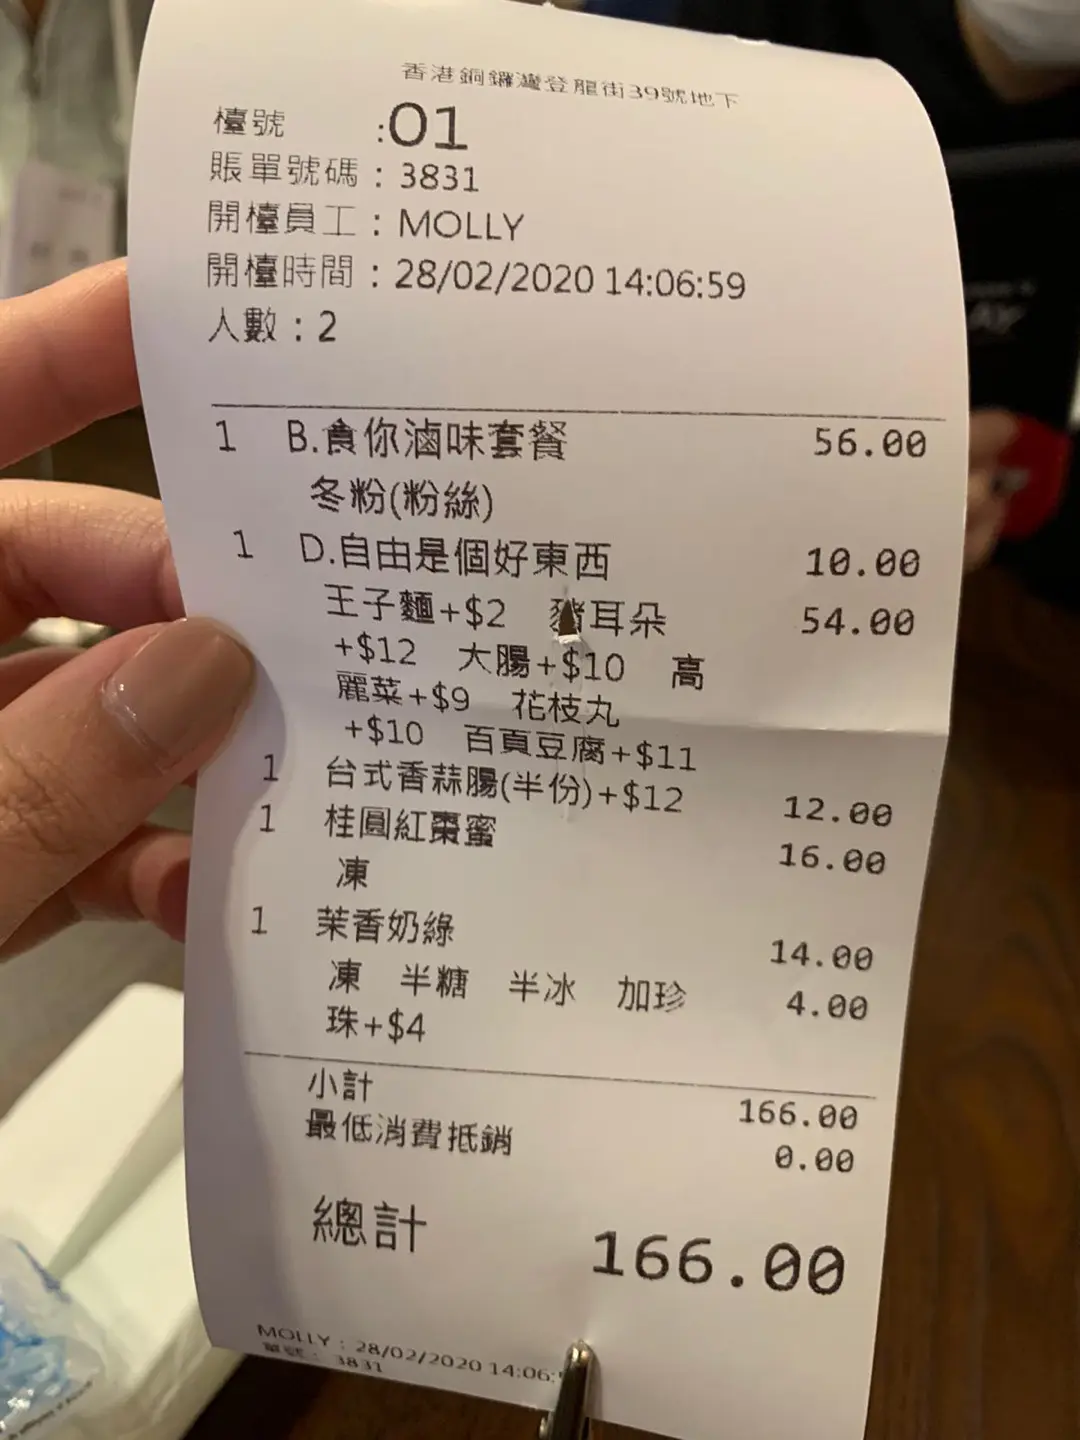 香港銅鑼灣登龍街39號地下
檯號 :01
賬單號碼：3831
開檯員工：MOLLY
開檯時間：28/02/2020 14:06:59
人數：2
1 B.食你滷味套餐 56.00
冬粉(粉絲)
1 D.自由是個好東西 10.00
王子麵+$2 豬耳朵 54.00
+$12 大腸+$10 高
麗菜+$9 花枝丸
+$10 百頁豆腐+$11
1 台式香蒜腸(半份)+$12 12.00
1 桂圓紅棗蜜 16.00
凍
1 茉香奶綠 14.00
凍 半糖 半冰 加珍 4.00
珠+$4
小計 166.00
最低消費抵銷 0.00
總計 166.00
MOLLY：28/02/2020 14:06:
單號： 3831